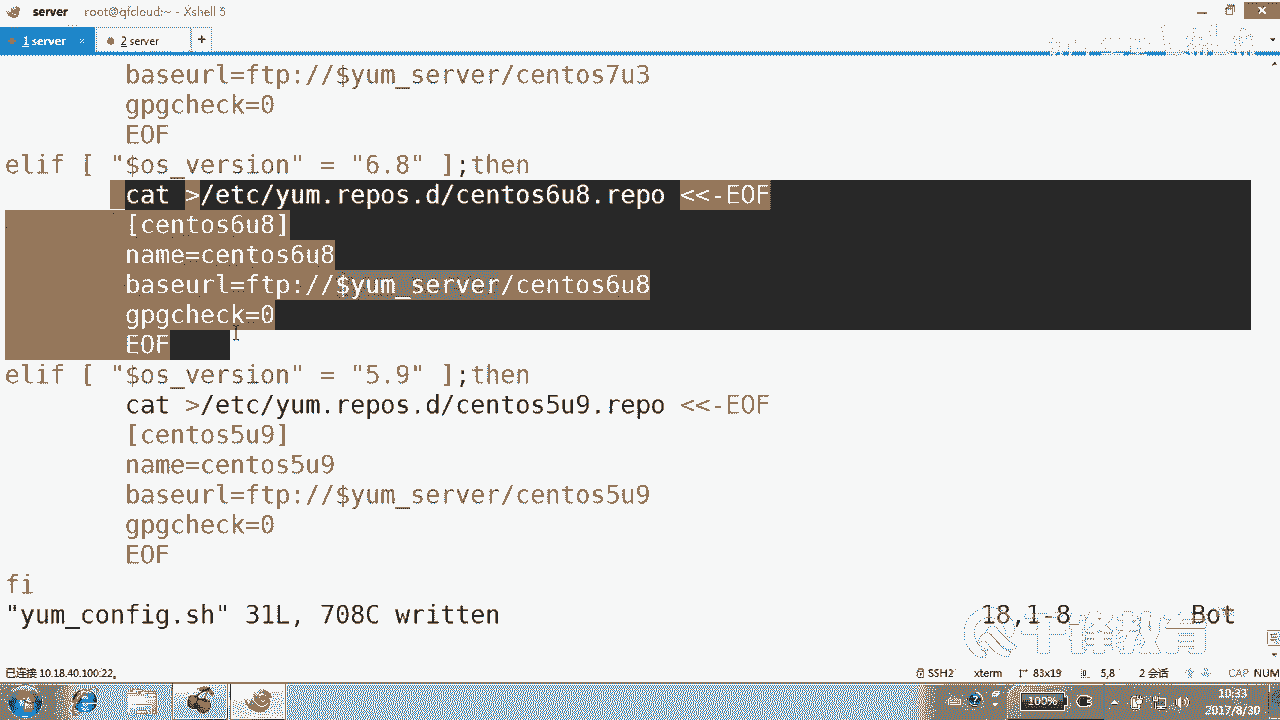 server root@qfcloud:~ - Xshell 5
1 server × 2 server +
baseurl=ftp://$yum_server/centos7u3
gpgcheck=0
EOF
elif [ "$os_version" = "6.8" ];then
cat >/etc/yum.repos.d/centos6u8.repo <<-EOF
[centos6u8]
name=centos6u8
baseurl=ftp://$yum_server/centos6u8
gpgcheck=0
EOF
elif [ "$os_version" = "5.9" ];then
cat >/etc/yum.repos.d/centos5u9.repo <<-EOF
[centos5u9]
name=centos5u9
baseurl=ftp://$yum_server/centos5u9
gpgcheck=0
EOF
fi
"yum_config.sh" 31L, 708C written 18,1-8 Bot
千锋教育
已连接 10.18.40.100:22。 SSH2 xterm 83x19 5,8 2 会话 CAP NUM
100% 10:33
2017/8/30